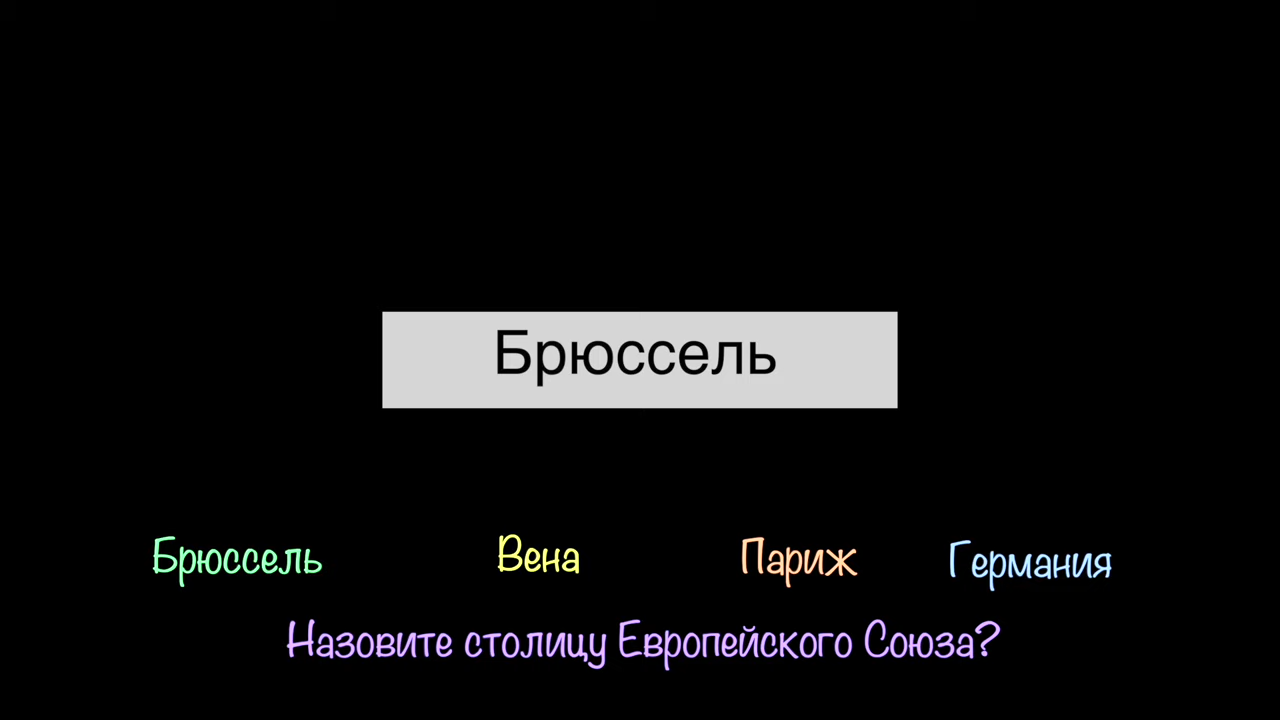 Брюссель
Брюссель Вена Париж Германия
Назовите столицу Европейского Союза?